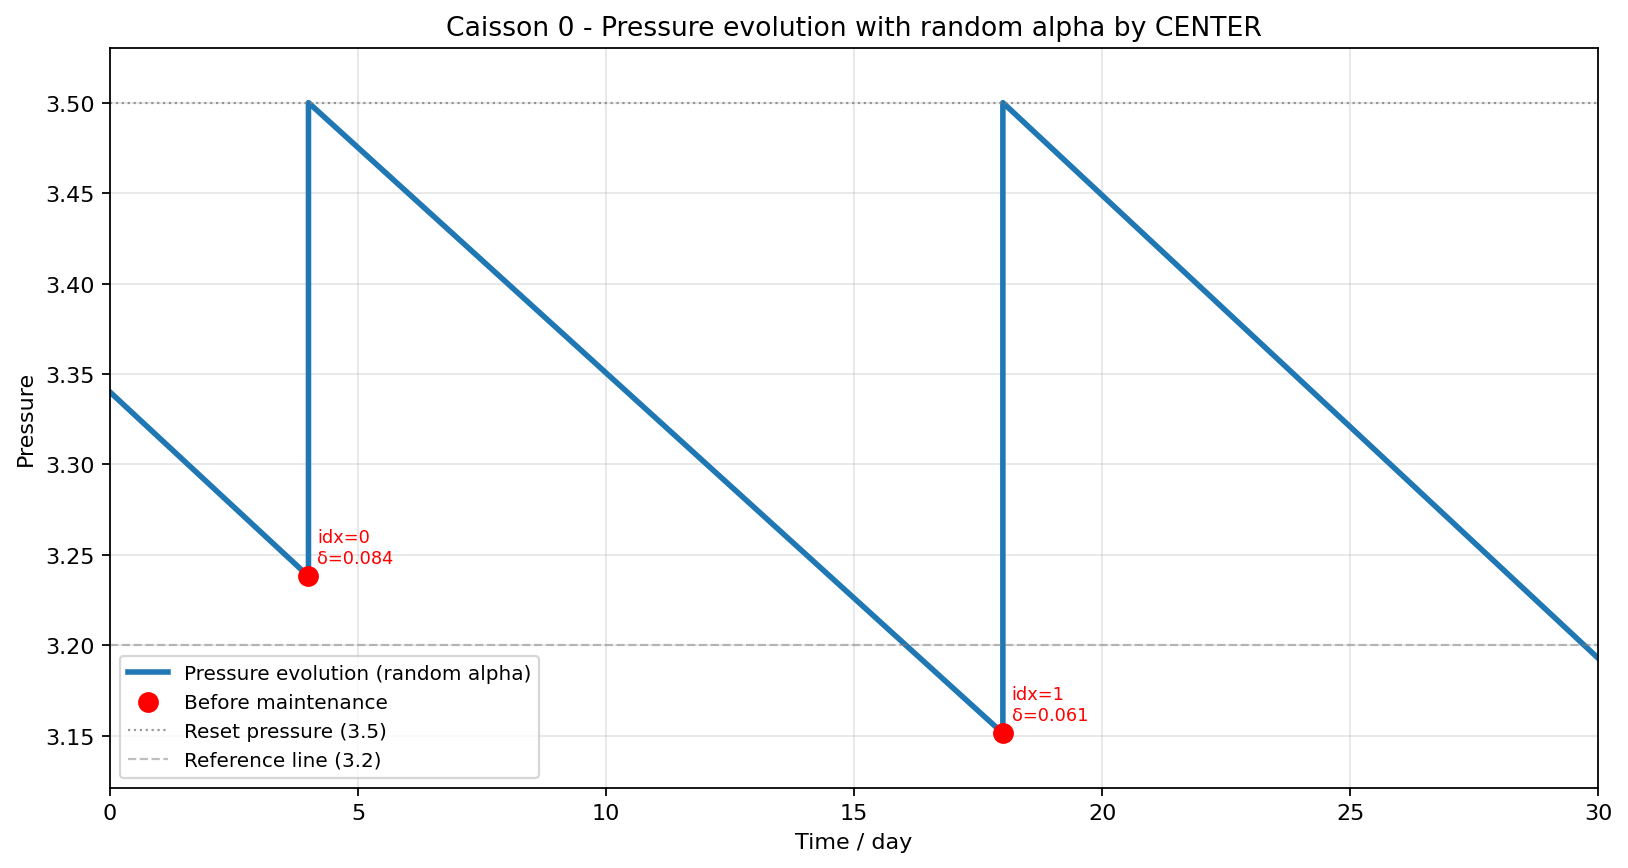 Caisson 0 - Pressure evolution with random alpha by CENTER
Pressure
3.50
3.45
3.40
3.35
3.30
3.25
3.20
3.15
idx=0
δ=0.084
idx=1
δ=0.061
Pressure evolution (random alpha)
Before maintenance
Reset pressure (3.5)
Reference line (3.2)
0 5 10 15 20 25 30
Time / day